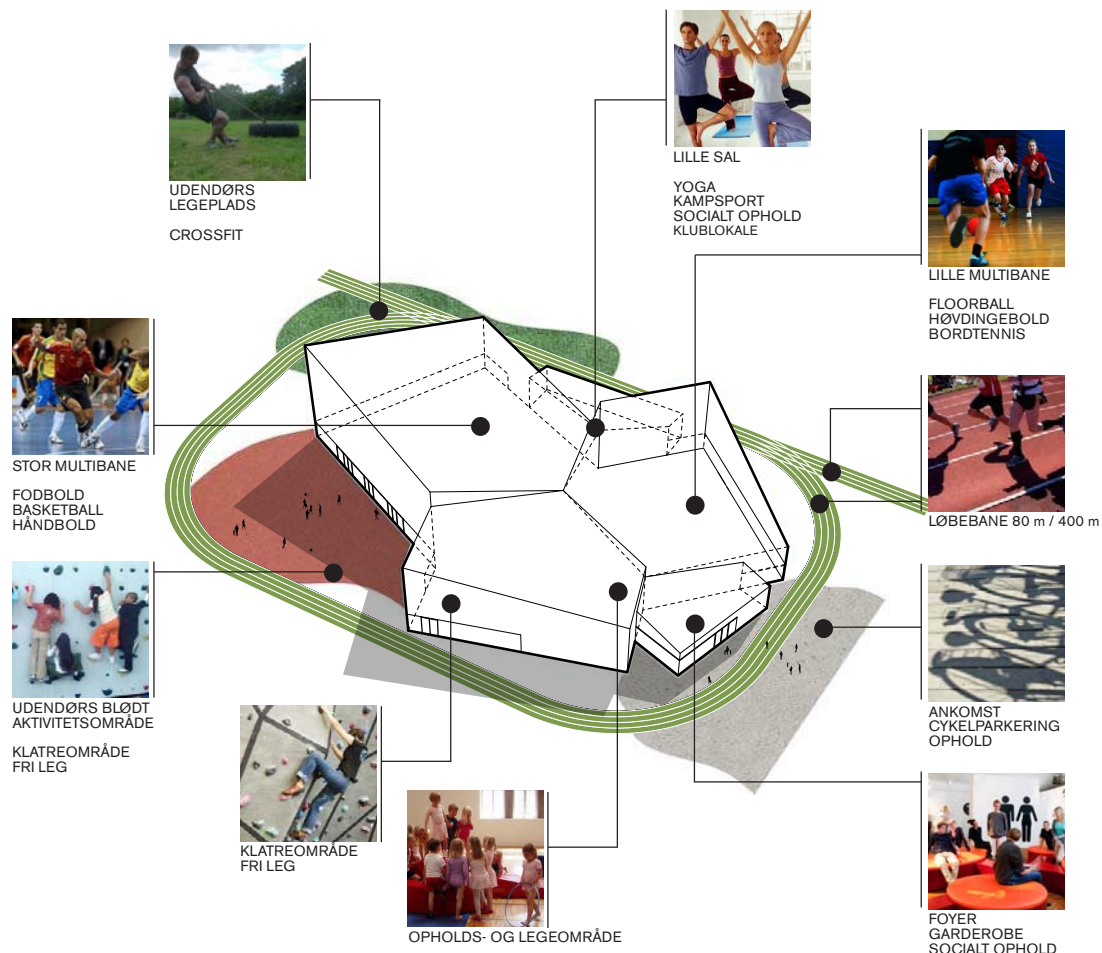 UDENDØRS
LEGEPLADS
CROSSFIT
LILLE SAL
YOGA
KAMPSPORT
SOCIALT OPHOLD
KLUBLOKALE
LILLE MULTIBANE
FLOORBALL
HØVDINGEBOLD
BORDTENNIS
STOR MULTIBANE
FODBOLD
BASKETBALL
HÅNDBOLD
LØBEBANE 80 m / 400 m
UDENDØRS BLØDT
AKTIVITETSOMRÅDE
KLATREOMRÅDE
FRI LEG
ANKOMST
CYKELPARKERING
OPHOLD
KLATREOMRÅDE
FRI LEG
OPHOLDS- OG LEGEOMRÅDE
FOYER
GARDEROBE
SOCIALT OPHOLD